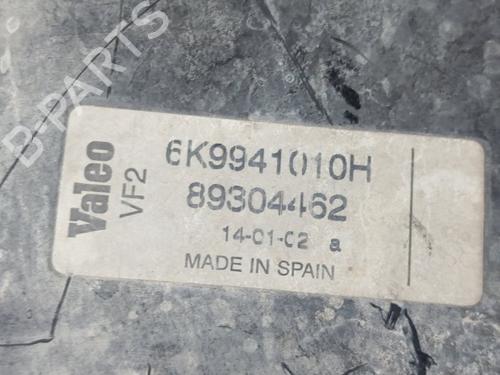 B-PARTS
Valeo
VF2
6K9941010H
89304462
14-01-02 a
MADE IN SPAIN